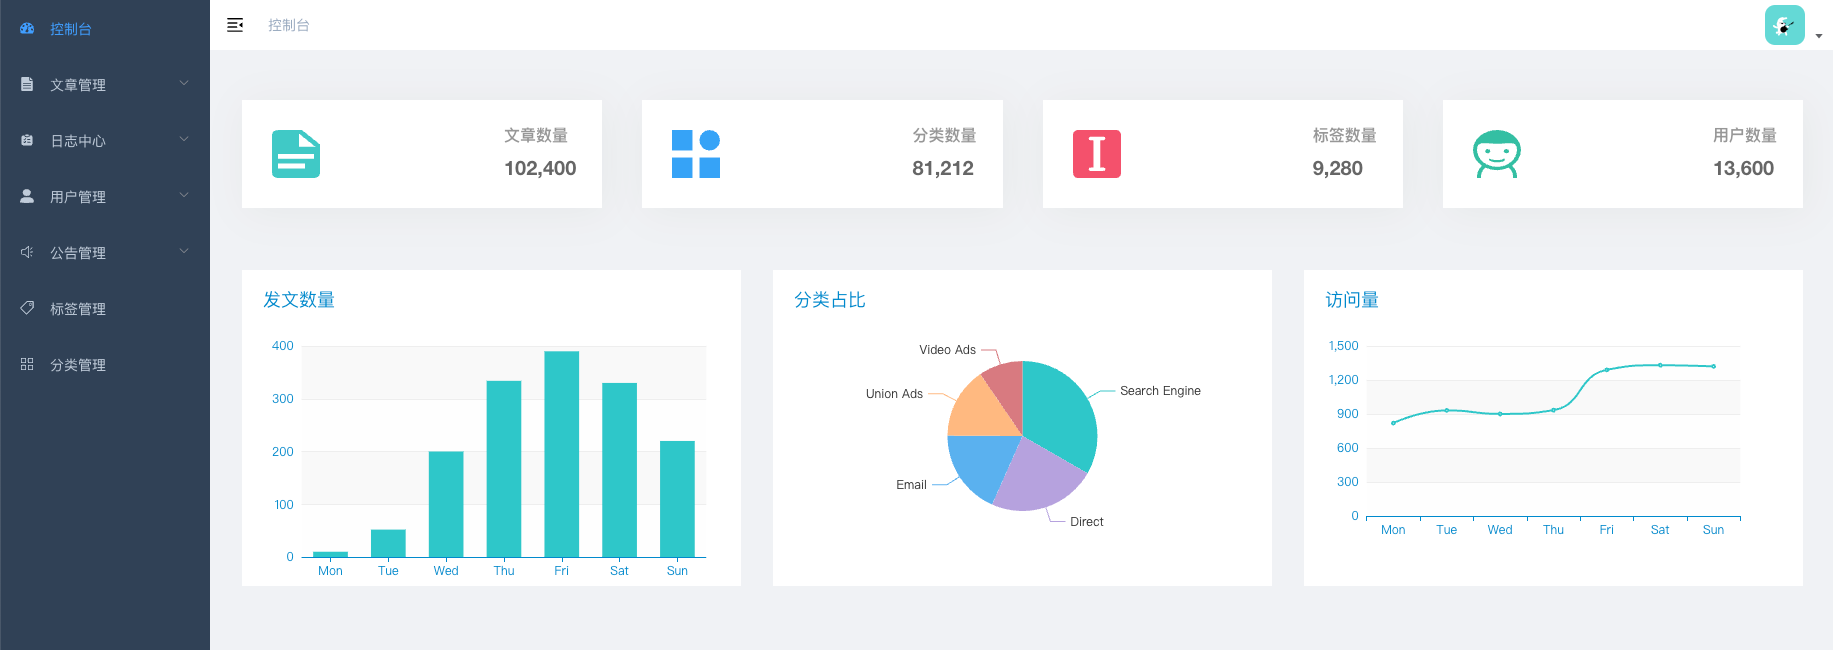 控制台
文章管理
日志中心
用户管理
公告管理
标签管理
分类管理
控制台
文章数量
102,400
分类数量
81,212
标签数量
9,280
用户数量
13,600
发文数量
400
300
200
100
0
Mon Tue Wed Thu Fri Sat Sun
分类占比
Video Ads
Union Ads
Search Engine
Email
Direct
访问量
1,500
1,200
900
600
300
0
Mon Tue Wed Thu Fri Sat Sun